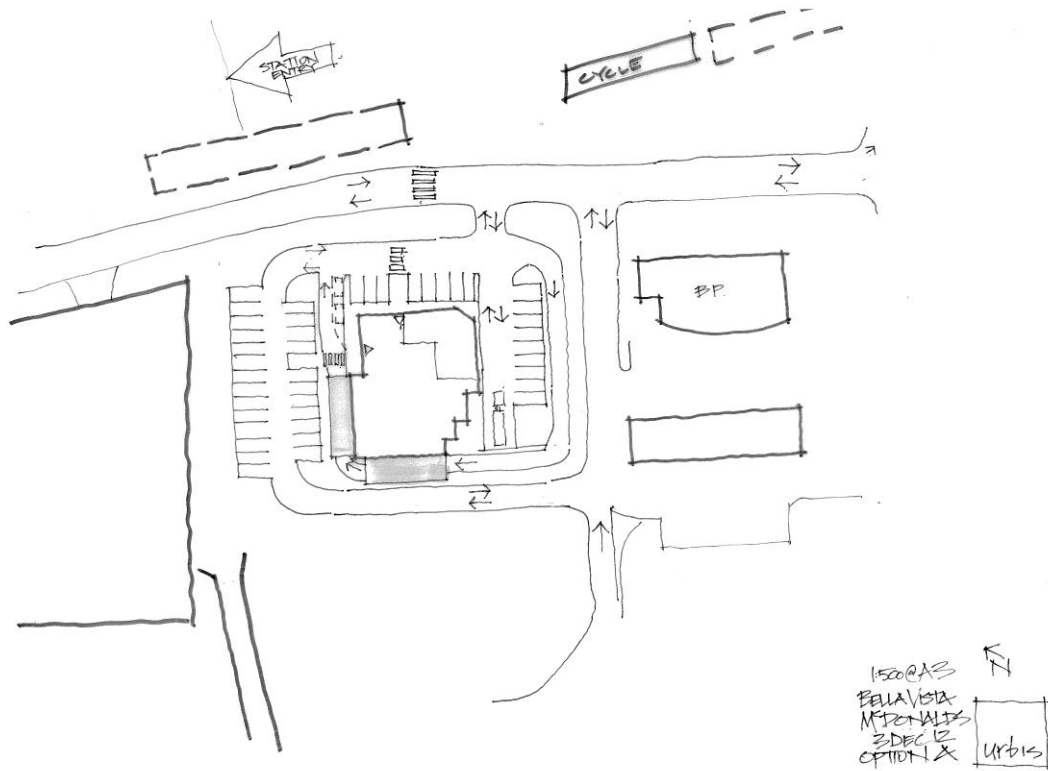 STATION
ENTRY
CYCLE
BP.
1:500@A3
N
BELLA VISTA
McDONALDS
3 DEC 12
OPTION A
urbis